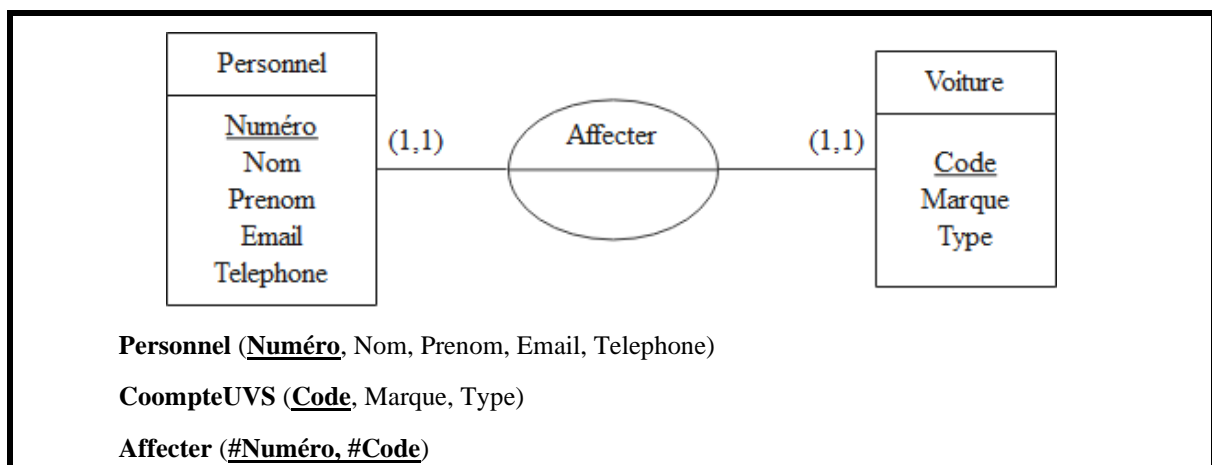 Personnel
Numéro
Nom
Prenom
Email
Telephone
(1,1)
Affecter
(1,1)
Voiture
Code
Marque
Type
Personnel (Numéro, Nom, Prenom, Email, Telephone)
CoompteUVS (Code, Marque, Type)
Affecter (#Numéro, #Code)